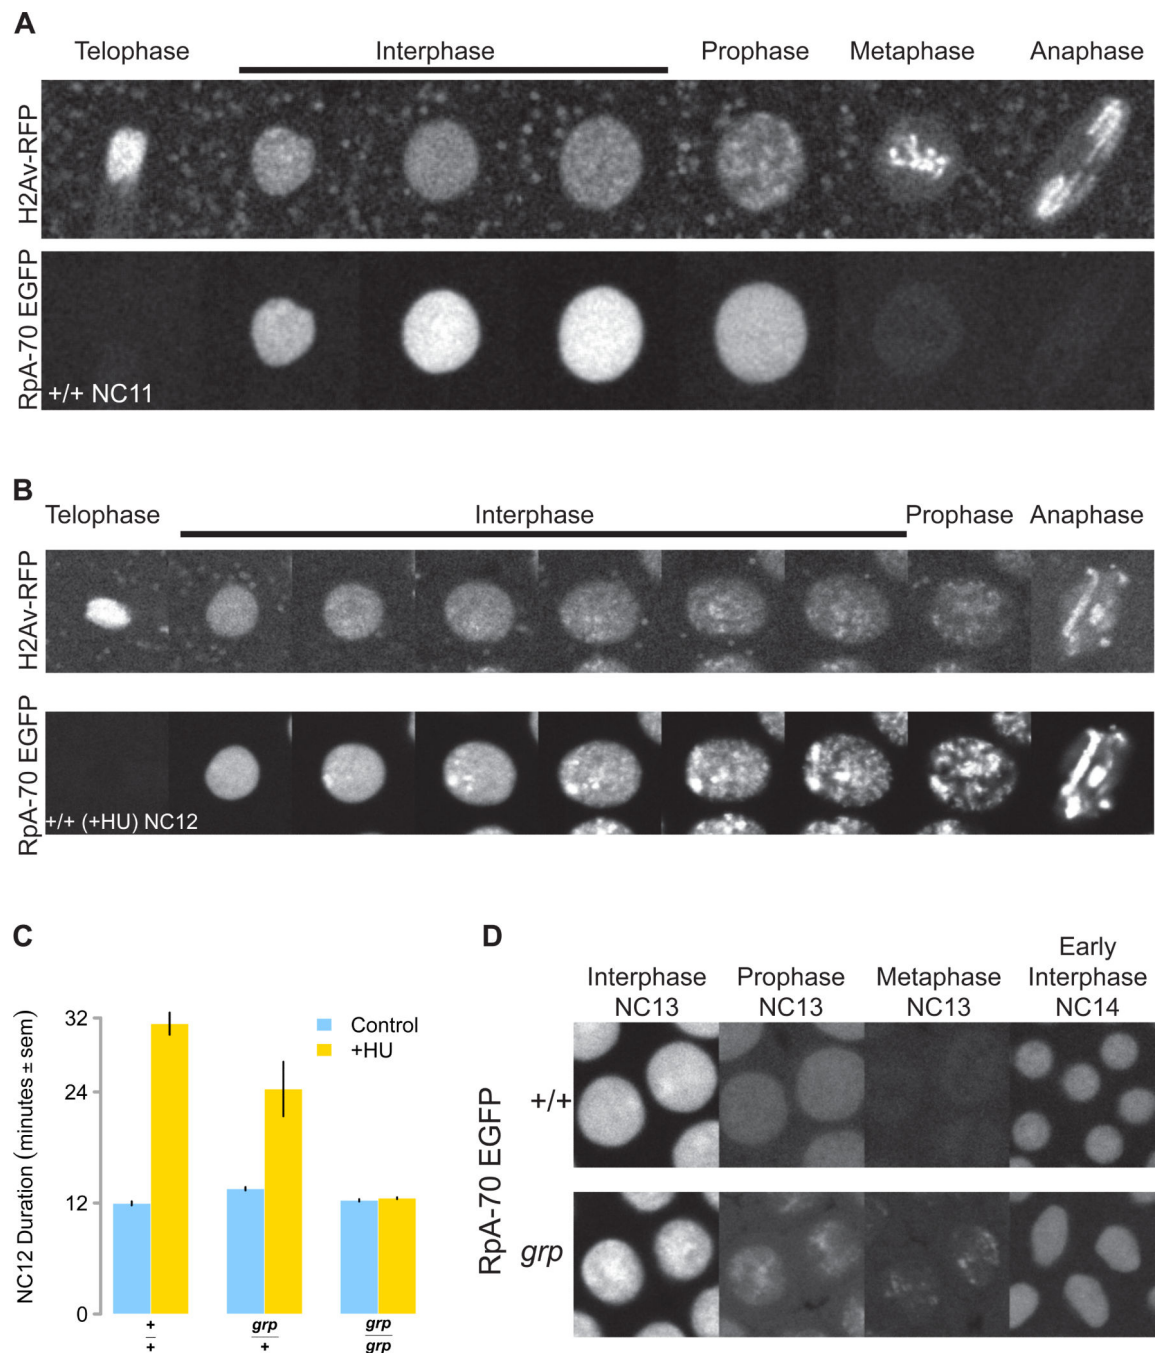 A
Telophase Interphase Prophase Metaphase Anaphase
H2Av-RFP
RpA-70 EGFP
+/+ NC11
B
Telophase Interphase Prophase Anaphase
H2Av-RFP
RpA-70 EGFP
+/+ (+HU) NC12
C
NC12 Duration (minutes ± sem)
32
24
12
0
Control
+HU
+ grp grp
+ + grp
D
Interphase Prophase Metaphase Early Interphase
NC13 NC13 NC13 NC14
RpA-70 EGFP
+/+
grp